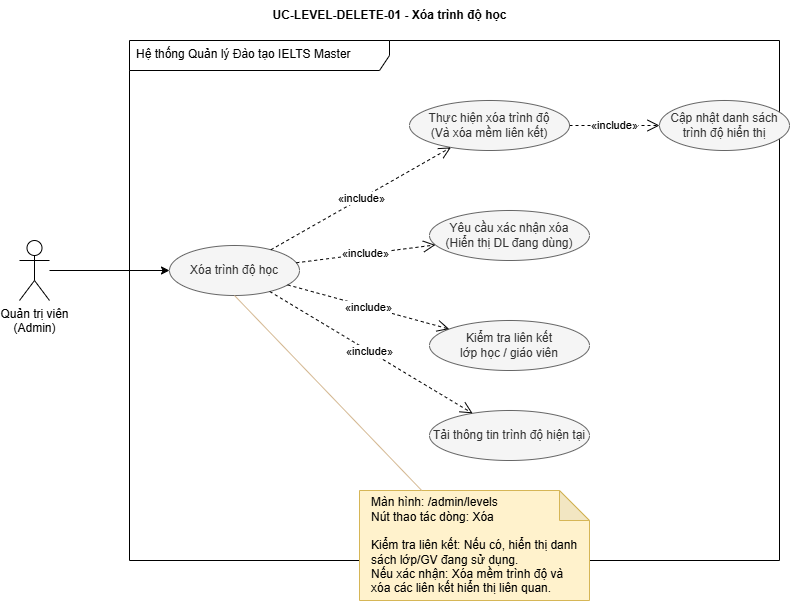 UC-LEVEL-DELETE-01 - Xóa trình độ học
Hệ thống Quản lý Đào tạo IELTS Master
Thực hiện xóa trình độ
(Và xóa mềm liên kết)
«include»
Cập nhật danh sách
trình độ hiển thị
«include»
Yêu cầu xác nhận xóa
(Hiển thị DL đang dùng)
«include»
Xóa trình độ học
Quản trị viên
(Admin)
«include»
Kiểm tra liên kết
lớp học / giáo viên
«include»
Tải thông tin trình độ hiện tại
Màn hình: /admin/levels
Nút thao tác dòng: Xóa
Kiểm tra liên kết: Nếu có, hiển thị danh
sách lớp/GV đang sử dụng.
Nếu xác nhận: Xóa mềm trình độ và
xóa các liên kết hiển thị liên quan.